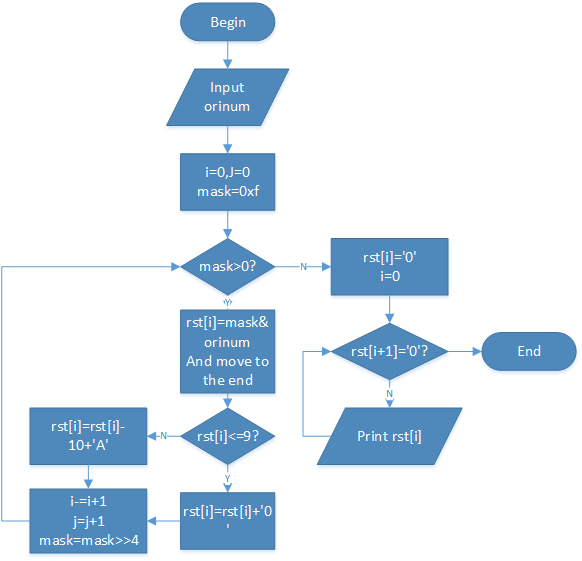 Begin
Input
orinum
i=0,J=0
mask=0xf
mask>0?
N
rst[i]='0'
i=0
Y
rst[i]=mask&
orinum
And move to
the end
rst[i+1]='0'?
End
N
Print rst[i]
rst[i]<=9?
N
rst[i]=rst[i]-
10+'A'
Y
rst[i]=rst[i]+'0
'
i-=i+1
j=j+1
mask=mask>>4